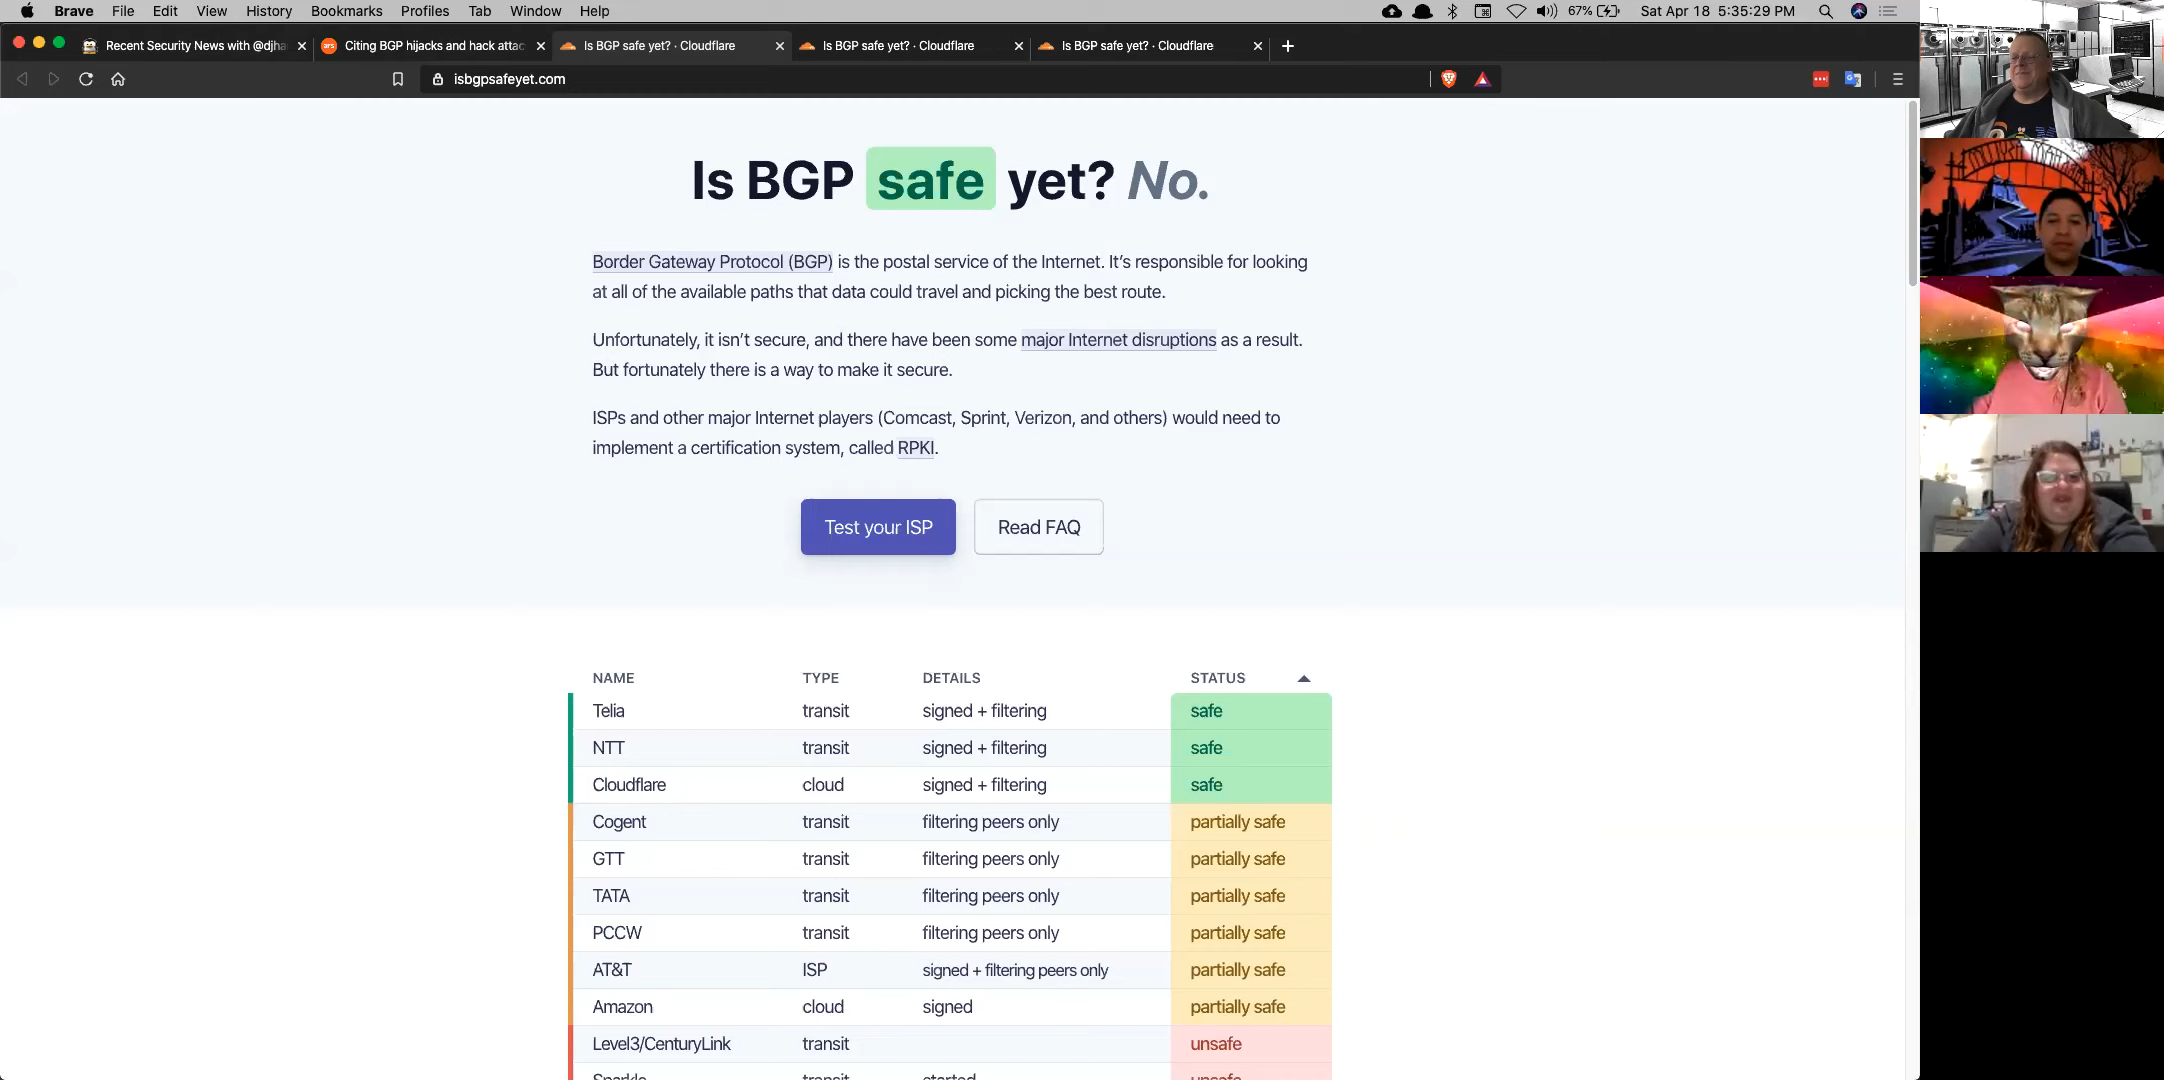 Brave File Edit View History Bookmarks Profiles Tab Window Help 67% Sat Apr 18 5:35:29 PM
Recent Security News with @djha Citing BGP hijacks and hack attac Is BGP safe yet? · Cloudflare Is BGP safe yet? · Cloudflare Is BGP safe yet? · Cloudflare
isbgpsafeyet.com
Is BGP safe yet? No.
Border Gateway Protocol (BGP) is the postal service of the Internet. It's responsible for looking
at all of the available paths that data could travel and picking the best route.
Unfortunately, it isn't secure, and there have been some major Internet disruptions as a result.
But fortunately there is a way to make it secure.
ISPs and other major Internet players (Comcast, Sprint, Verizon, and others) would need to
implement a certification system, called RPKI.
Test your ISP Read FAQ
NAME TYPE DETAILS STATUS
Telia transit signed + filtering safe
NTT transit signed + filtering safe
Cloudflare cloud signed + filtering safe
Cogent transit filtering peers only partially safe
GTT transit filtering peers only partially safe
TATA transit filtering peers only partially safe
PCCW transit filtering peers only partially safe
AT&T ISP signed + filtering peers only partially safe
Amazon cloud signed partially safe
Level3/CenturyLink transit unsafe
Sparkle transit started unsafe